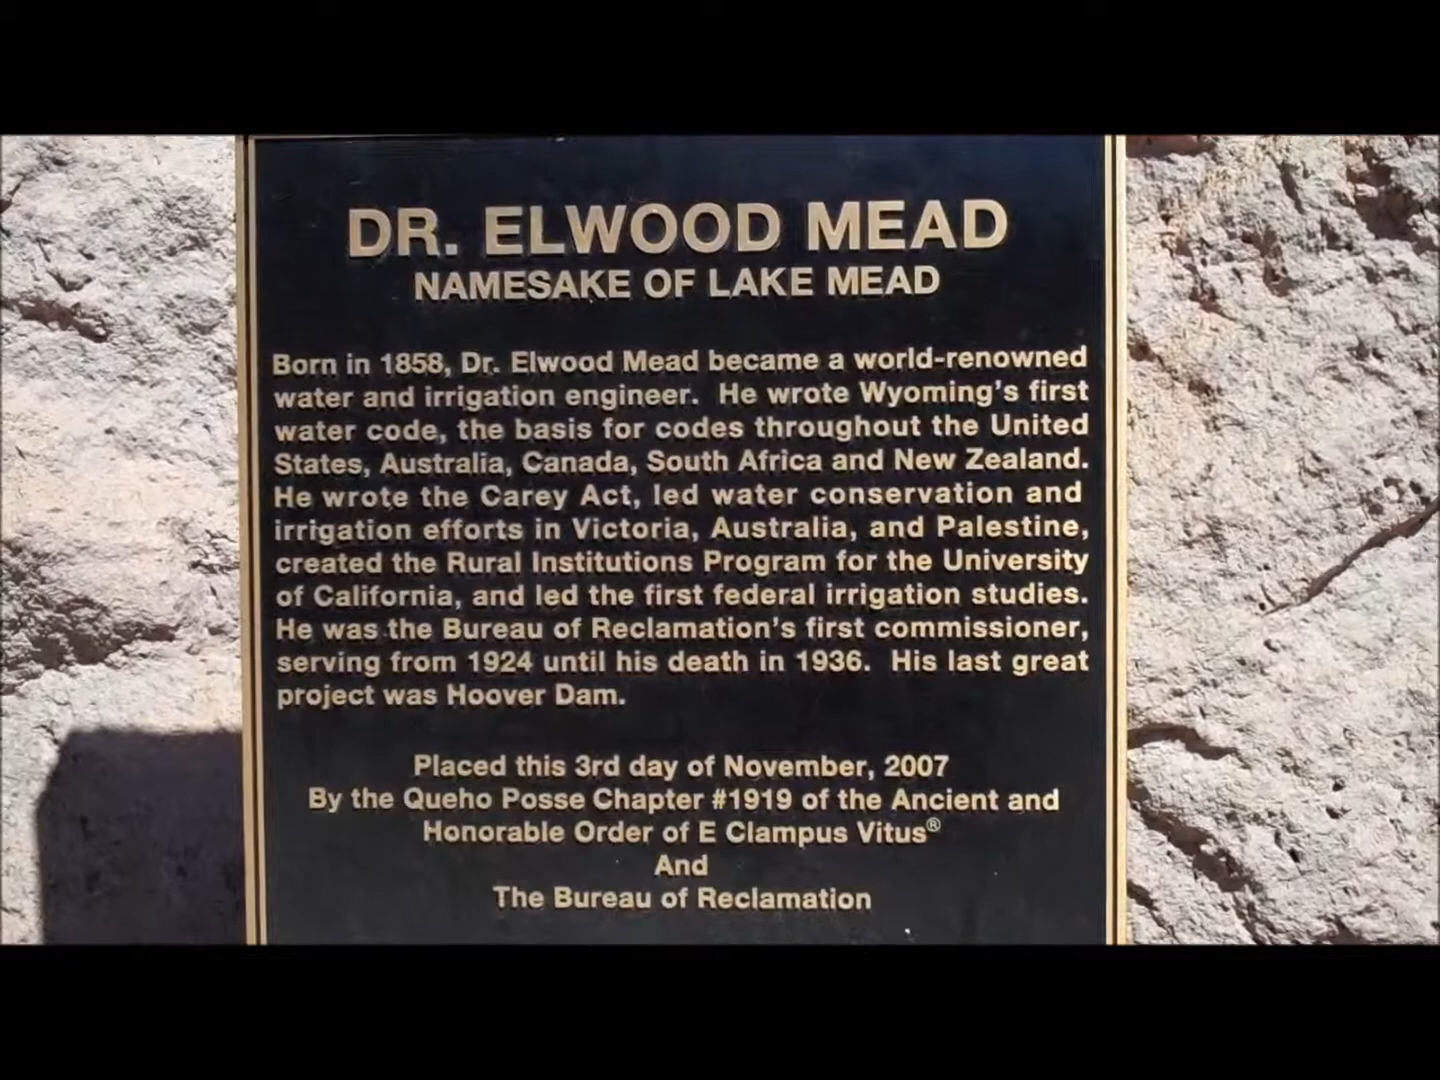 DR. ELWOOD MEAD
NAMESAKE OF LAKE MEAD
Born in 1858, Dr. Elwood Mead became a world-renowned
water and irrigation engineer. He wrote Wyoming's first
water code, the basis for codes throughout the United
States, Australia, Canada, South Africa and New Zealand.
He wrote the Carey Act, led water conservation and
irrigation efforts in Victoria, Australia, and Palestine,
created the Rural Institutions Program for the University
of California, and led the first federal irrigation studies.
He was the Bureau of Reclamation's first commissioner,
serving from 1924 until his death in 1936. His last great
project was Hoover Dam.
Placed this 3rd day of November, 2007
By the Queho Posse Chapter #1919 of the Ancient and
Honorable Order of E Clampus Vitus®
And
The Bureau of Reclamation